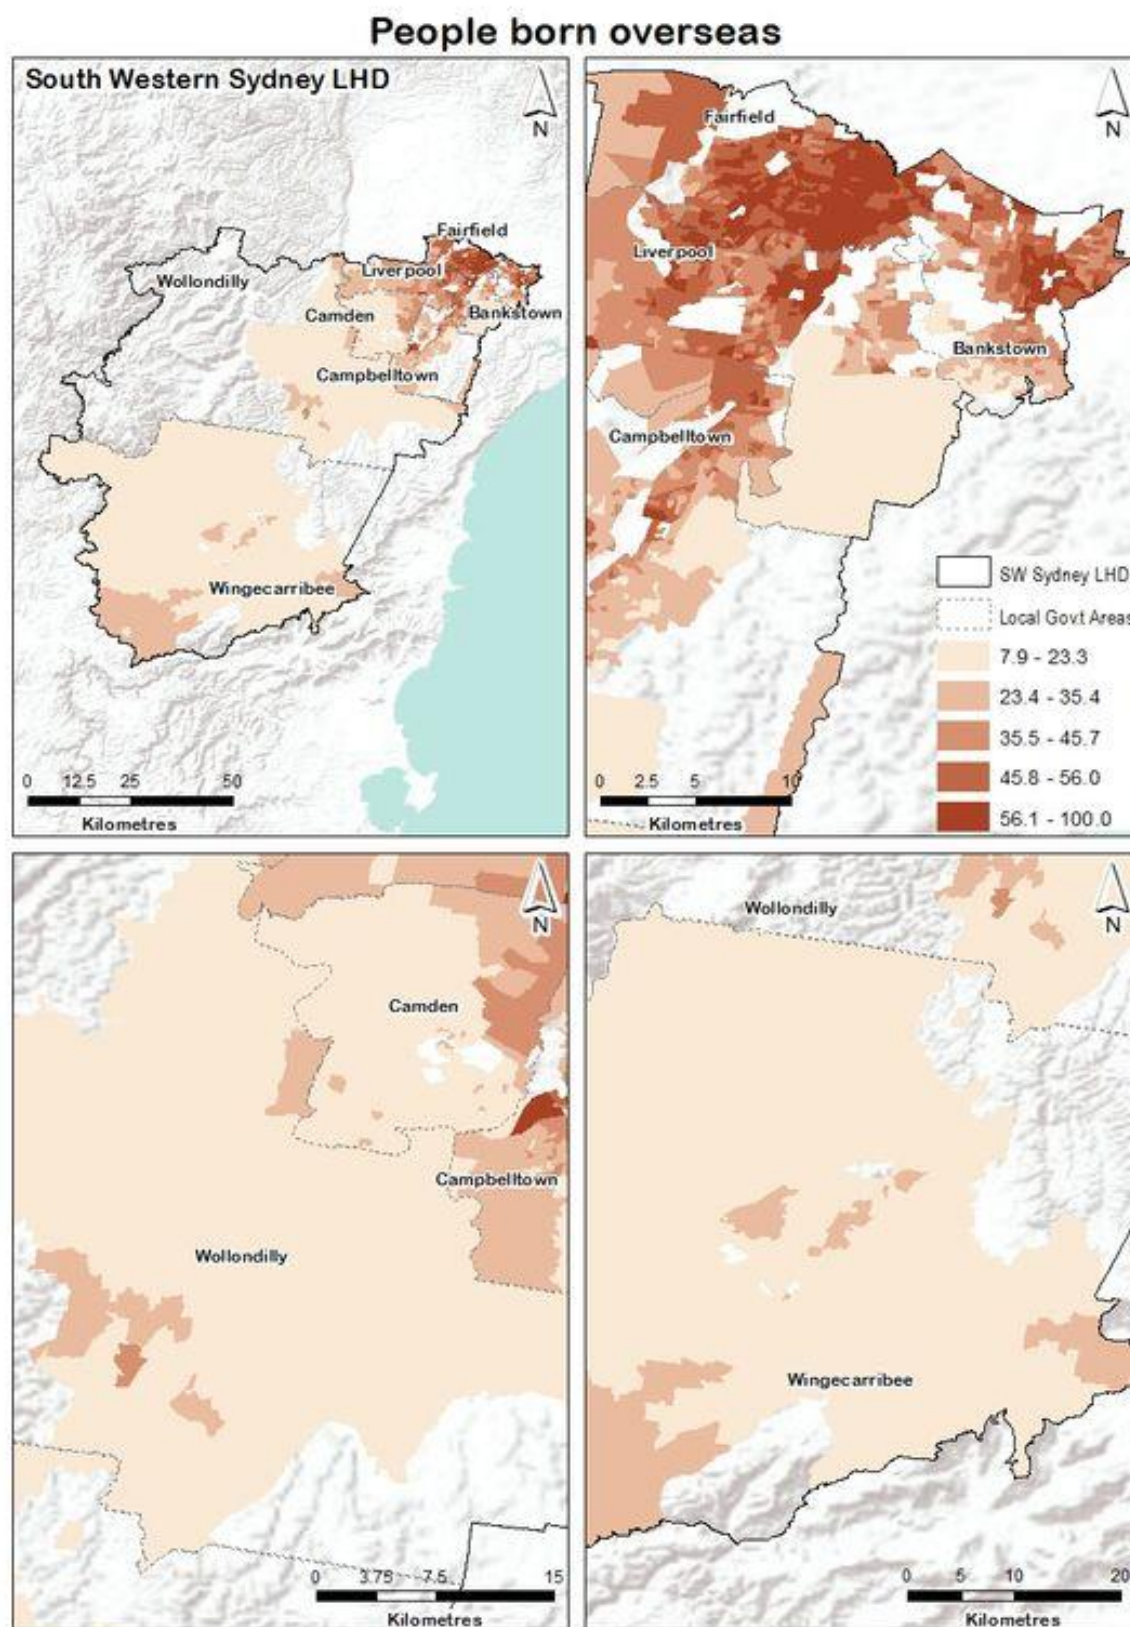 People born overseas
South Western Sydney LHD
N
Fairfield
Wollondilly
Liverpool
Camden
Bankstown
Campbelltown
Wingecarribee
0 12.5 25 50
Kilometres
N
Fairfield
Liverpool
Bankstown
Campbelltown
SW Sydney LHD
Local Gov.t Areas
7.9 - 23.3
23.4 - 35.4
35.5 - 45.7
45.8 - 56.0
56.1 - 100.0
0 2.5 5 10
Kilometres
N
Camden
Campbelltown
Wollondilly
0 3.75 7.5 15
Kilometres
N
Wollondilly
Wingecarribee
0 5 10 20
Kilometres